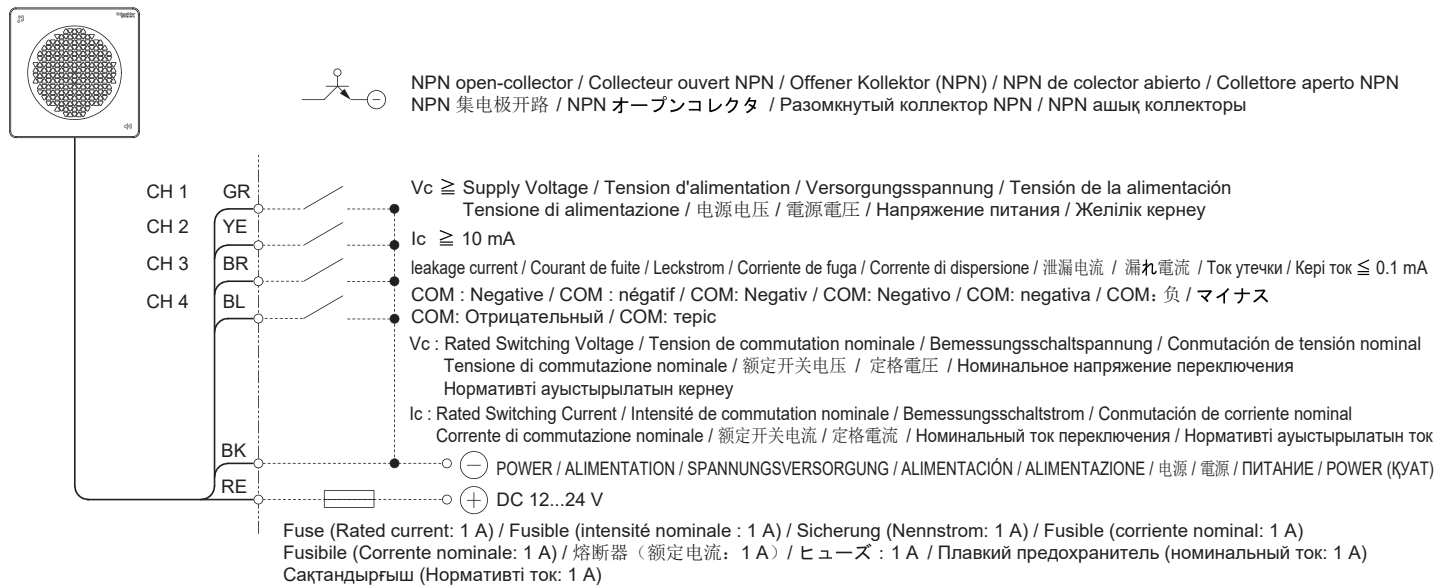 Schneider
Electric
NPN open-collector / Collecteur ouvert NPN / Offener Kollektor (NPN) / NPN de colector abierto / Collettore aperto NPN
NPN 集电极开路 / NPN オープンコレクタ / Разомкнутый коллектор NPN / NPN ашық коллекторы
CH 1 GR
CH 2 YE
CH 3 BR
CH 4 BL
Vc ≧ Supply Voltage / Tension d'alimentation / Versorgungsspannung / Tensión de la alimentación
Tensione di alimentazione / 电源电压 / 電源電圧 / Напряжение питания / Желілік кернеу
Ic ≧ 10 mA
leakage current / Courant de fuite / Leckstrom / Corriente de fuga / Corrente di dispersione / 泄漏电流 / 漏れ電流 / Ток утечки / Кері ток ≦ 0.1 mA
COM : Negative / COM : négatif / COM: Negativ / COM: Negativo / COM: negativa / COM：负 / マイナス
COM: Отрицательный / COM: теріс
Vc : Rated Switching Voltage / Tension de commutation nominale / Bemessungsschaltspannung / Conmutación de tensión nominal
Tensione di commutazione nominale / 额定开关电压 / 定格電圧 / Номинальное напряжение переключения
Нормативті ауыстырылатын кернеу
Ic : Rated Switching Current / Intensité de commutation nominale / Bemessungsschaltstrom / Conmutación de corriente nominal
Corrente di commutazione nominale / 额定开关电流 / 定格電流 / Номинальный ток переключения / Нормативті ауыстырылатын ток
BK
POWER / ALIMENTATION / SPANNUNGSVERSORGUNG / ALIMENTACIÓN / ALIMENTAZIONE / 电源 / 電源 / ПИТАНИЕ / POWER (ҚУАТ)
RE
DC 12...24 V
Fuse (Rated current: 1 A) / Fusible (intensité nominale : 1 A) / Sicherung (Nennstrom: 1 A) / Fusible (corriente nominal: 1 A)
Fusibile (Corrente nominale: 1 A) / 熔断器（额定电流：1 A）/ ヒューズ : 1 A / Плавкий предохранитель (номинальный ток: 1 A)
Сақтандырғыш (Нормативті ток: 1 A)